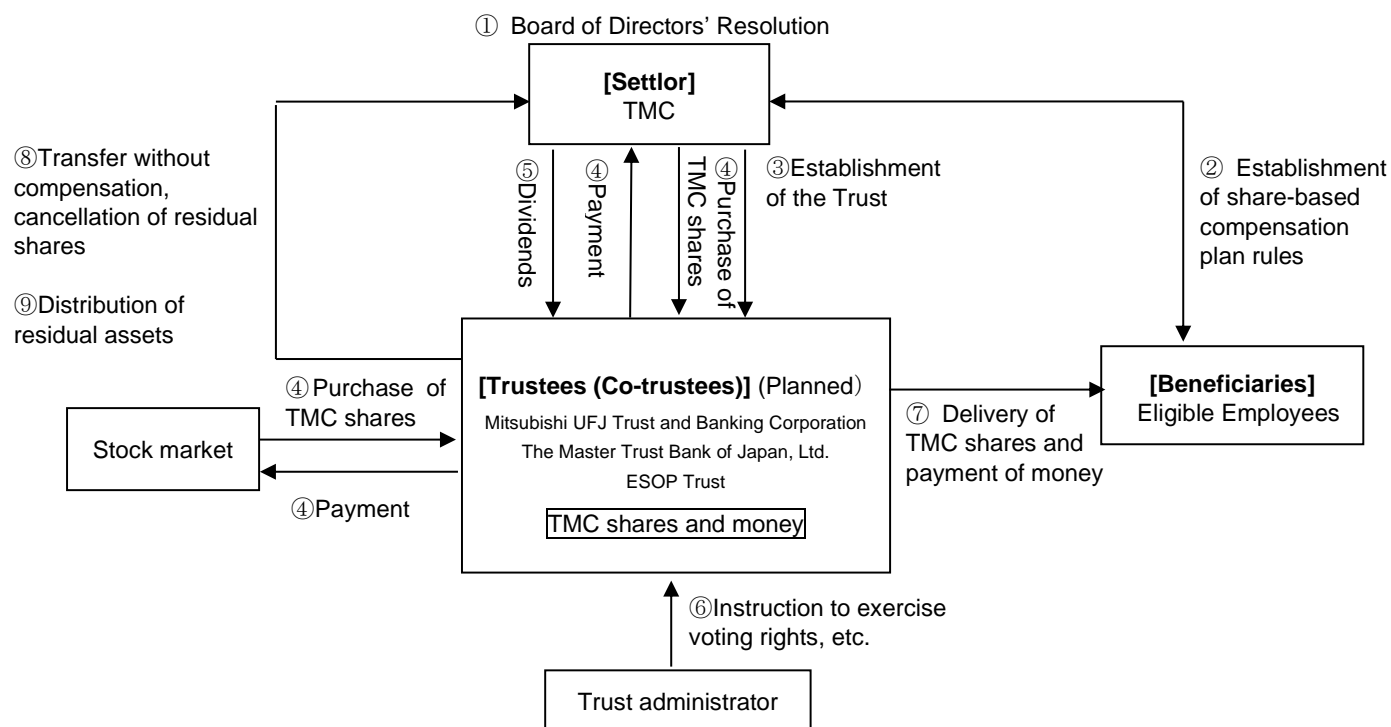 ① Board of Directors’ Resolution
[Settlor]
TMC
⑧Transfer without
compensation,
cancellation of residual
shares
⑨Distribution of
residual assets
⑤Dividends
④Payment
④Purchase of
TMC shares
③Establishment
of the Trust
② Establishment
of share-based
compensation
plan rules
[Trustees (Co-trustees)] (Planned）
Mitsubishi UFJ Trust and Banking Corporation
The Master Trust Bank of Japan, Ltd.
ESOP Trust
TMC shares and money
④Purchase of
TMC shares
Stock market
④Payment
⑦ Delivery of
TMC shares and
payment of money
[Beneficiaries]
Eligible Employees
⑥Instruction to exercise
voting rights, etc.
Trust administrator